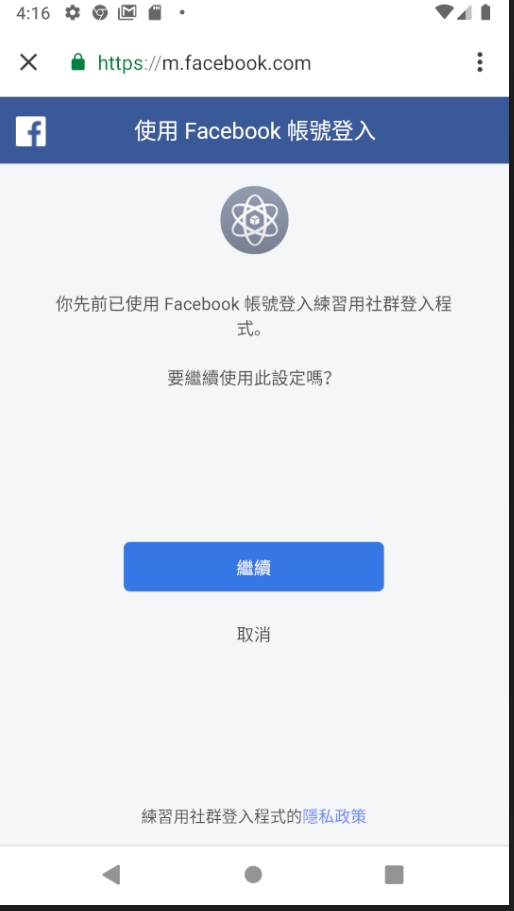 4:16
https://m.facebook.com
使用 Facebook 帳號登入
你先前已使用 Facebook 帳號登入練習用社群登入程
式。
要繼續使用此設定嗎?
繼續
取消
練習用社群登入程式的隱私政策